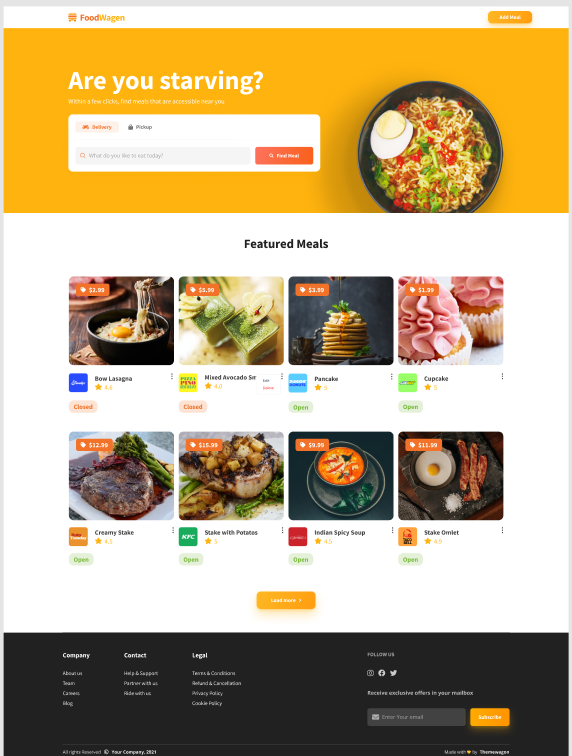 FoodWagen
Add Meal
Are you starving?
Within a few clicks, find meals that are accessible near you
Delivery
Pickup
What do you like to eat today?
Find Meal
Featured Meals
$2.99
$5.99
$3.99
$1.99
Bow Lasagna
4.6
Mixed Avocado Sm
4.0
Edit
Delete
Pancake
5
Cupcake
5
Closed
Closed
Open
Open
$12.99
$15.99
$9.99
$11.99
Creamy Stake
4.5
KFC
Stake with Potatos
5
Indian Spicy Soup
4.5
TACO
BELL
Stake Omlet
4.9
Open
Open
Open
Open
Load more >
Company
Contact
Legal
FOLLOW US
About us
Help & Support
Terms & Conditions
Team
Partner with us
Refund & Cancellation
Careers
Ride with us
Privacy Policy
Blog
Cookie Policy
Receive exclusive offers in your mailbox
Enter Your email
Subscribe
All rights Reserved © Your Company, 2021
Made with by Themewagon